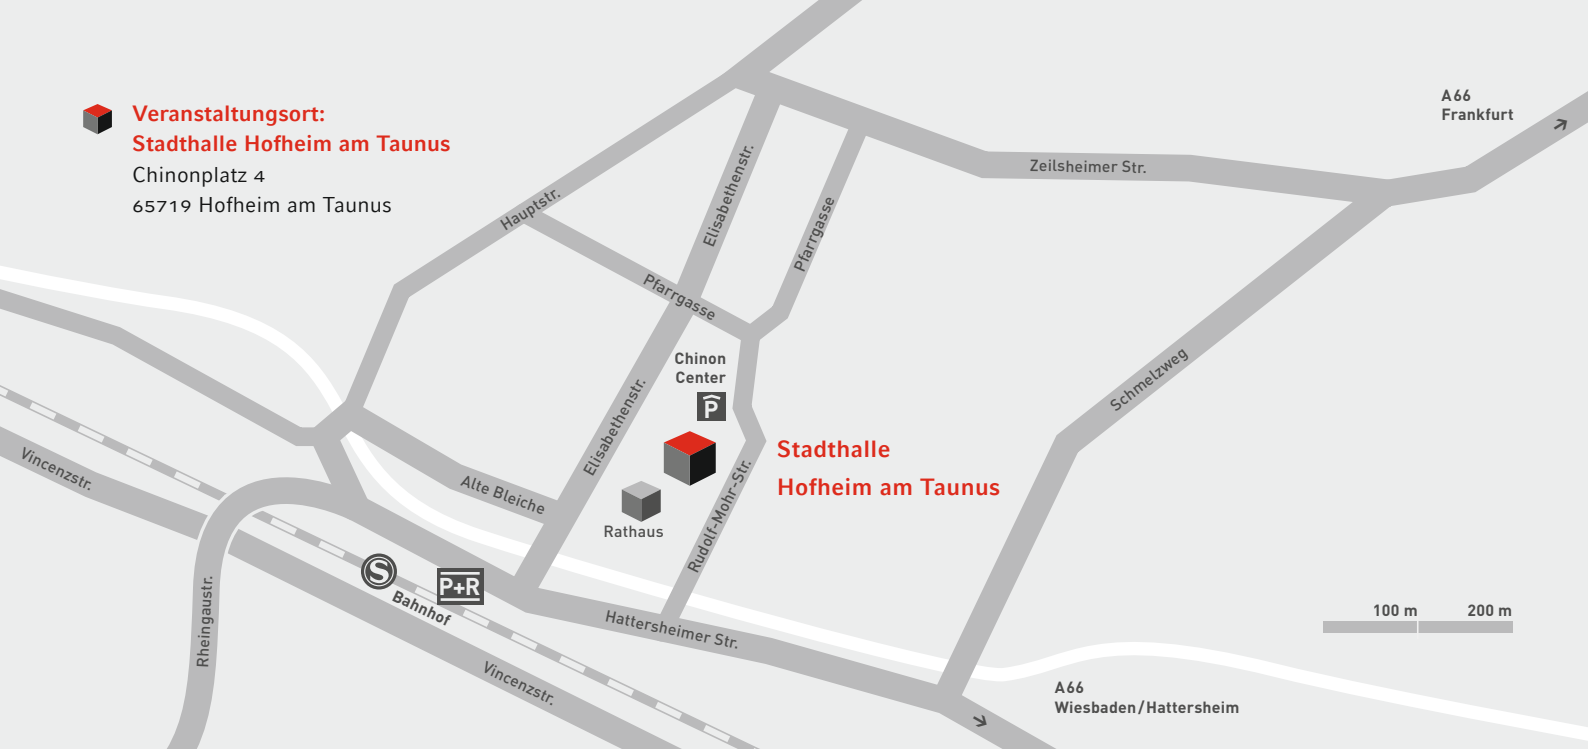 Veranstaltungsort:
Stadthalle Hofheim am Taunus
Chinonplatz 4
65719 Hofheim am Taunus
A66
Frankfurt
Zeilsheimer Str.
Hauptstr.
Elisabethenstr.
Pfarrgasse
Pfarrgasse
Chinon
Center
P
Schmelzweg
Elisabethenstr.
Stadthalle
Hofheim am Taunus
Vincenzstr.
Alte Bleiche
Rathaus
Rudolf-Mohr-Str.
S
P+R
Bahnhof
Rheingaustr.
Hattersheimer Str.
100 m
200 m
Vincenzstr.
A66
Wiesbaden/Hattersheim